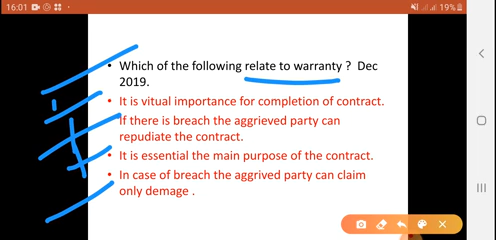 16:01
19%
Which of the following relate to warranty ? Dec
2019.
It is vitual importance for completion of contract.
If there is breach the aggrieved party can
repudiate the contract.
It is essential the main purpose of the contract.
In case of breach the aggrived party can claim
only demage .